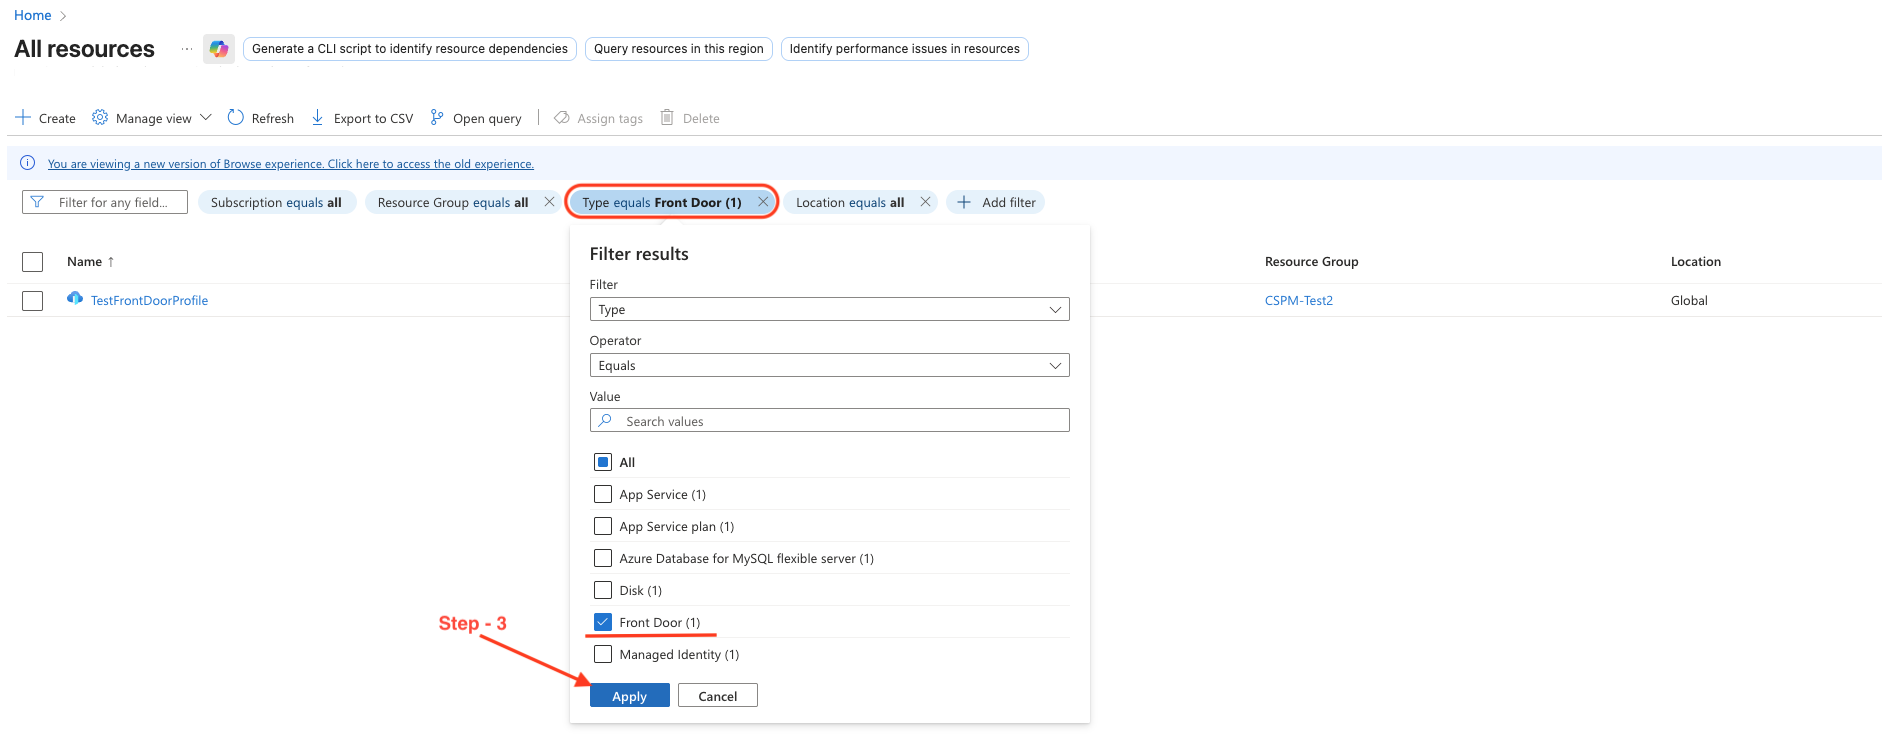 Home
All resources
Generate a CLI script to identify resource dependencies
Query resources in this region
Identify performance issues in resources
Create
Manage view
Refresh
Export to CSV
Open query
Assign tags
Delete
You are viewing a new version of Browse experience. Click here to access the old experience.
Filter for any field...
Subscription equals all
Resource Group equals all
Type equals Front Door (1)
Location equals all
Add filter
Name ↑
Resource Group
Location
TestFrontDoorProfile
CSPM-Test2
Global
Filter results
Filter
Type
Operator
Equals
Value
Search values
All
App Service (1)
App Service plan (1)
Azure Database for MySQL flexible server (1)
Disk (1)
Front Door (1)
Managed Identity (1)
Step - 3
Apply
Cancel